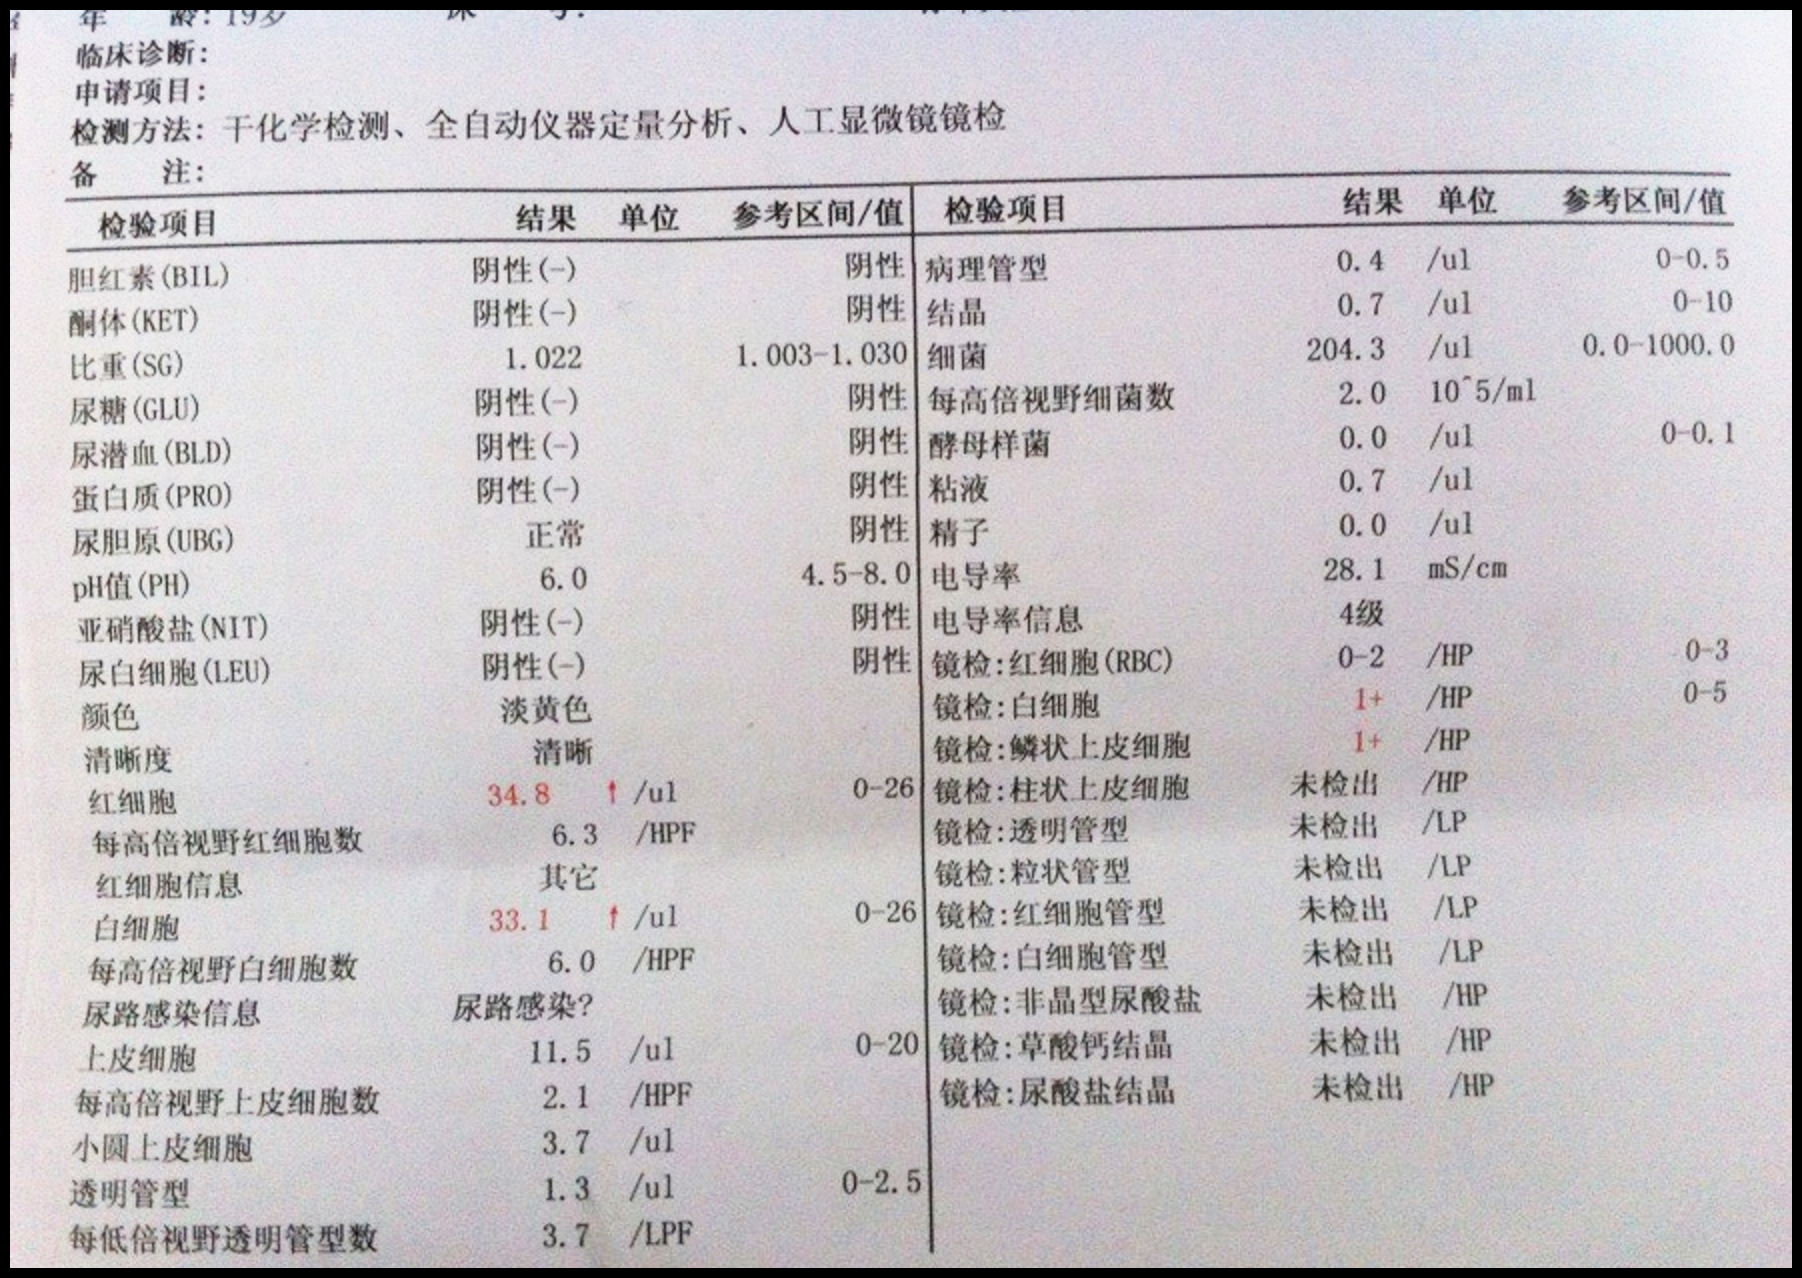 年 龄: 19岁
临床诊断:
申请项目:
检测方法: 干化学检测、全自动仪器定量分析、人工显微镜镜检
备 注:
检验项目 结果 单位 参考区间/值 检验项目 结果 单位 参考区间/值
胆红素(BIL) 阴性(-) 阴性 病理管型 0.4 /ul 0-0.5
酮体(KET) 阴性(-) 阴性 结晶 0.7 /ul 0-10
比重(SG) 1.022 1.003-1.030 细菌 204.3 /ul 0.0-1000.0
尿糖(GLU) 阴性(-) 阴性 每高倍视野细菌数 2.0 10^5/ml
尿潜血(BLD) 阴性(-) 阴性 酵母样菌 0.0 /ul 0-0.1
蛋白质(PRO) 阴性(-) 阴性 粘液 0.7 /ul
尿胆原(UBG) 正常 阴性 精子 0.0 /ul
pH值(PH) 6.0 4.5-8.0 电导率 28.1 mS/cm
亚硝酸盐(NIT) 阴性(-) 阴性 电导率信息 4级
尿白细胞(LEU) 阴性(-) 阴性 镜检:红细胞(RBC) 0-2 /HP 0-3
颜色 淡黄色 镜检:白细胞 1+ /HP 0-5
清晰度 清晰 镜检:鳞状上皮细胞 1+ /HP
红细胞 34.8 ↑ /ul 0-26 镜检:柱状上皮细胞 未检出 /HP
每高倍视野红细胞数 6.3 /HPF 镜检:透明管型 未检出 /LP
红细胞信息 其它 镜检:粒状管型 未检出 /LP
白细胞 33.1 ↑ /ul 0-26 镜检:红细胞管型 未检出 /LP
每高倍视野白细胞数 6.0 /HPF 镜检:白细胞管型 未检出 /LP
尿路感染信息 尿路感染? 镜检:非晶型尿酸盐 未检出 /HP
上皮细胞 11.5 /ul 0-20 镜检:草酸钙结晶 未检出 /HP
每高倍视野上皮细胞数 2.1 /HPF 镜检:尿酸盐结晶 未检出 /HP
小圆上皮细胞 3.7 /ul
透明管型 1.3 /ul 0-2.5
每低倍视野透明管型数 3.7 /LPF